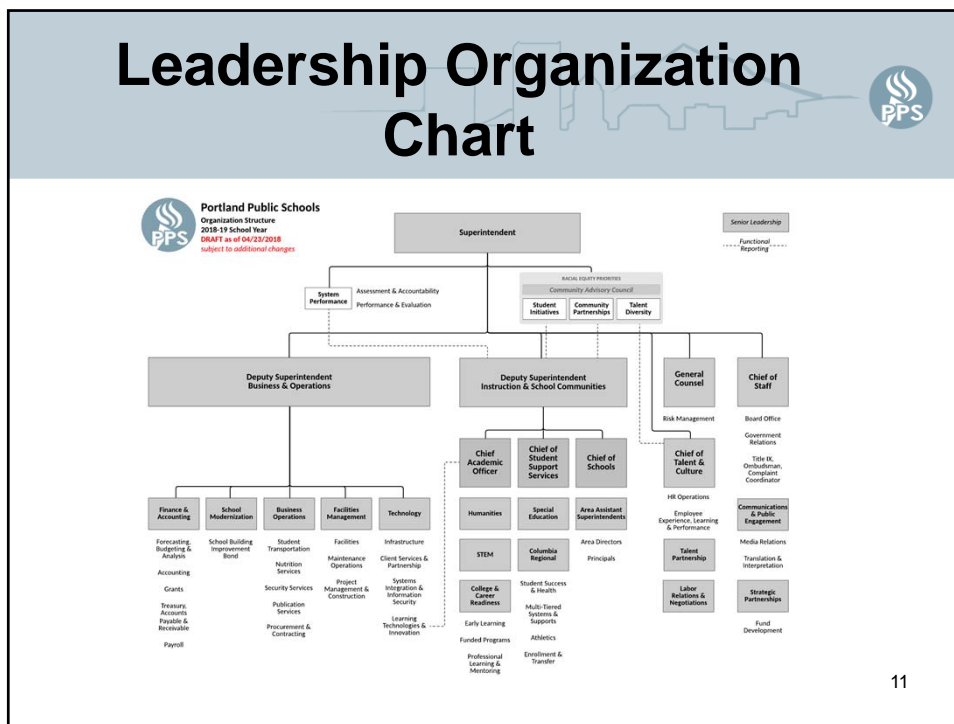 Leadership Organization
Chart
PPS
PPS
Portland Public Schools
Organization Structure
2018-19 School Year
DRAFT as of 04/23/2018
subject to additional changes
Superintendent
Senior Leadership
Functional
Reporting
System
Performance
Assessment & Accountability
Performance & Evaluation
RACIAL EQUITY PRIORITIES
Community Advisory Council
Student
Initiatives
Community
Partnerships
Talent
Diversity
Deputy Superintendent
Business & Operations
Deputy Superintendent
Instruction & School Communities
General
Counsel
Risk Management
Chief of
Staff
Board Office
Government
Relations
Title IX,
Ombudsman,
Complaint
Coordinator
Communications
& Public
Engagement
Media Relations
Translation &
Interpretation
Strategic
Partnerships
Fund
Development
Chief of
Talent &
Culture
HR Operations
Employee
Experience, Learning
& Performance
Talent
Partnership
Labor
Relations &
Negotiations
Chief
Academic
Officer
Humanities
STEM
College &
Career
Readiness
Early Learning
Funded Programs
Professional
Learning &
Mentoring
Chief of
Student
Support
Services
Special
Education
Columbia
Regional
Student Success
& Health
Multi-Tiered
Systems &
Supports
Athletics
Enrollment &
Transfer
Chief of
Schools
Area Assistant
Superintendents
Area Directors
Principals
Finance &
Accounting
Forecasting,
Budgeting &
Analysis
Accounting
Grants
Treasury,
Accounts
Payable &
Receivable
Payroll
School
Modernization
School Building
Improvement
Bond
Business
Operations
Student
Transportation
Nutrition
Services
Security Services
Publication
Services
Procurement &
Contracting
Facilities
Management
Facilities
Maintenance
Operations
Project
Management &
Construction
Technology
Infrastructure
Client Services &
Partnership
Systems
Integration &
Information
Security
Learning
Technologies &
Innovation
11